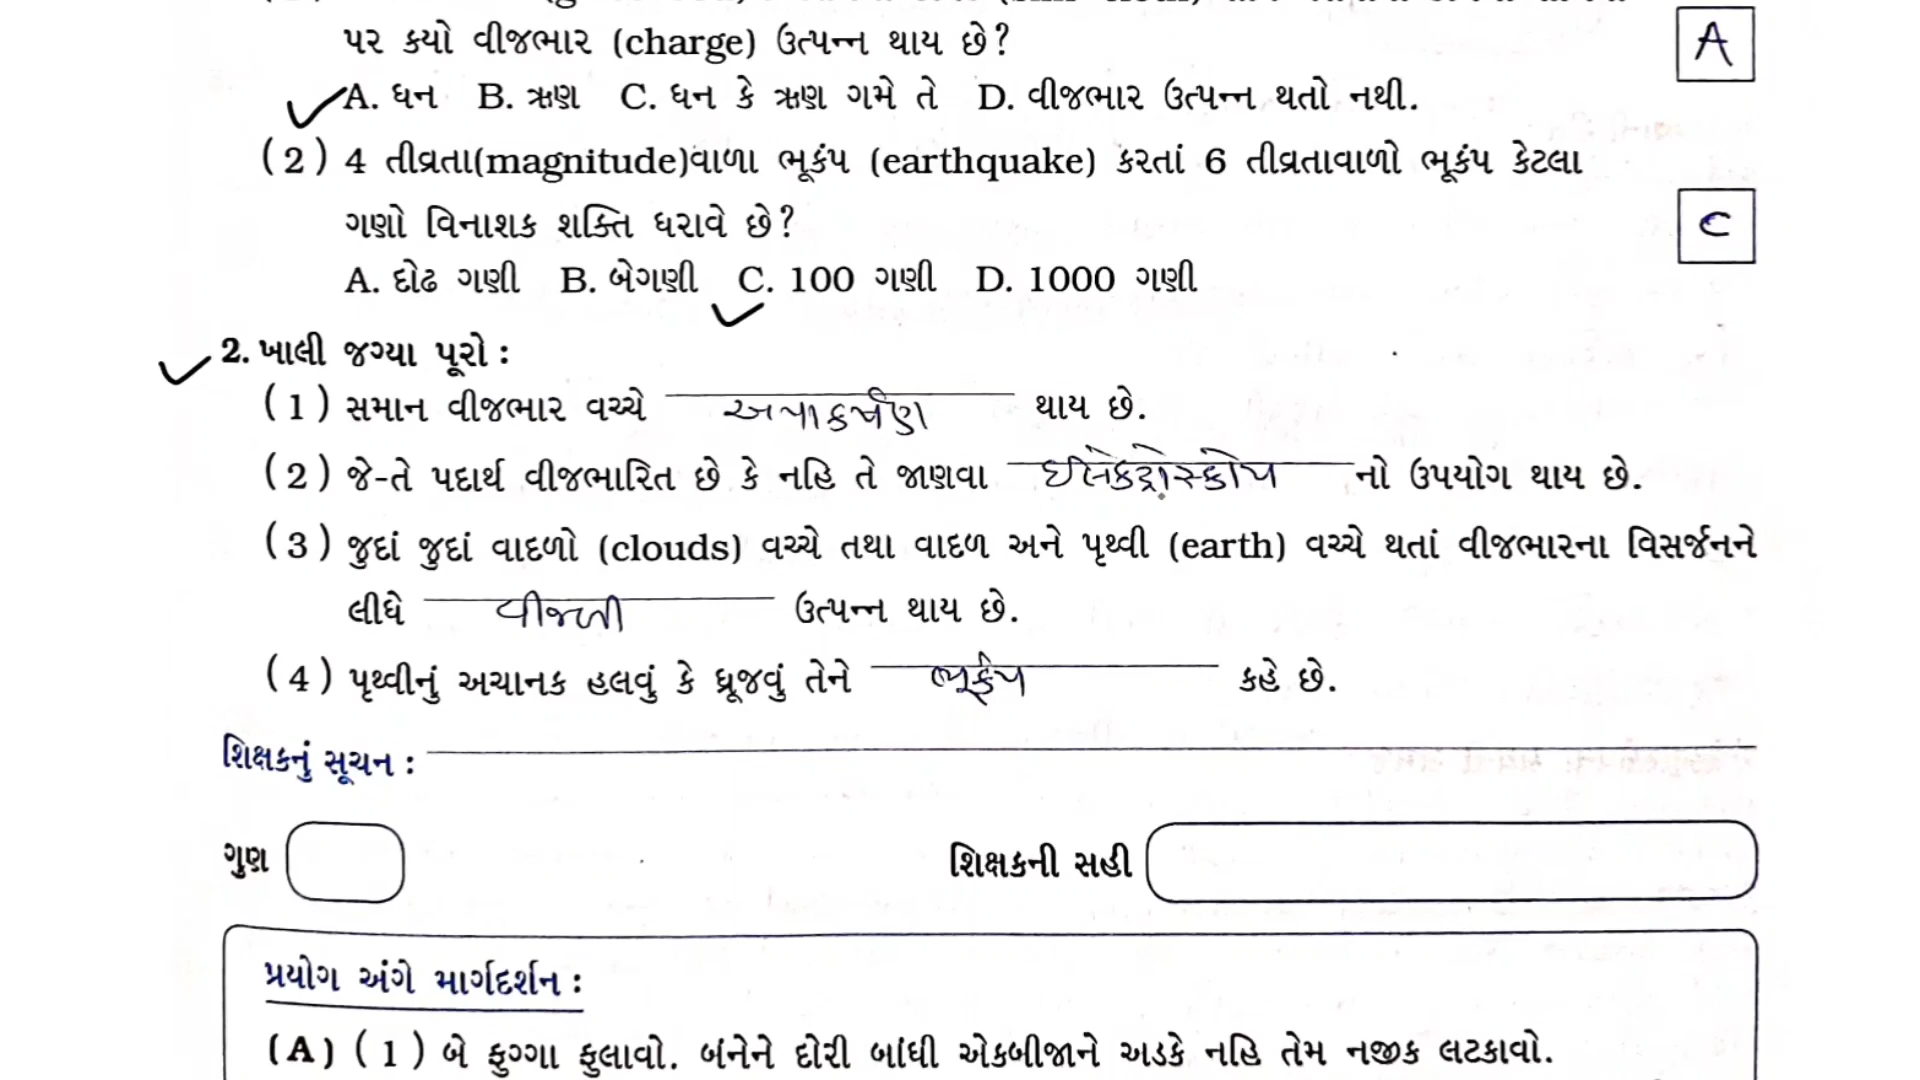 પર કયો વીજભાર (charge) ઉત્પન્ન થાય છે?
A
A. ધન B. ઋણ C. ધન કે ઋણ ગમે તે D. વીજભાર ઉત્પન્ન થતો નથી.
(2) 4 તીવ્રતા(magnitude)વાળા ભૂકંપ (earthquake) કરતાં 6 તીવ્રતાવાળો ભૂકંપ કેટલા
ગણો વિનાશક શક્તિ ધરાવે છે?
C
A. દોઢ ગણી B. બેગણી C. 100 ગણી D. 1000 ગણી
2. ખાલી જગ્યા પૂરો :
(1) સમાન વીજભાર વચ્ચે અપાકર્ષણ થાય છે.
(2) જે-તે પદાર્થ વીજભારિત છે કે નહિ તે જાણવા ઈલેક્ટ્રોસ્કોપ નો ઉપયોગ થાય છે.
(3) જુદાં જુદાં વાદળો (clouds) વચ્ચે તથા વાદળ અને પૃથ્વી (earth) વચ્ચે થતાં વીજભારના વિસર્જનને
લીધે વીજળી ઉત્પન્ન થાય છે.
(4) પૃથ્વીનું અચાનક હલવું કે ધ્રૂજવું તેને ભૂકંપ કહે છે.
શિક્ષકનું સૂચન :
ગુણ શિક્ષકની સહી
પ્રયોગ અંગે માર્ગદર્શન :
(A) (1) બે ફુગ્ગા ફુલાવો. બંનેને દોરી બાંધી એકબીજાને અડકે નહિ તેમ નજીક લટકાવો.